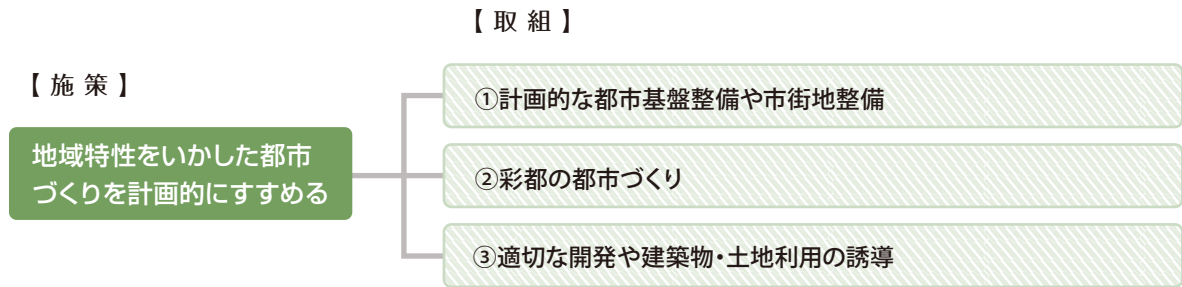 【取組】
【施策】
①計画的な都市基盤整備や市街地整備
地域特性をいかした都市
づくりを計画的にすすめる
②彩都の都市づくり
③適切な開発や建築物・土地利用の誘導